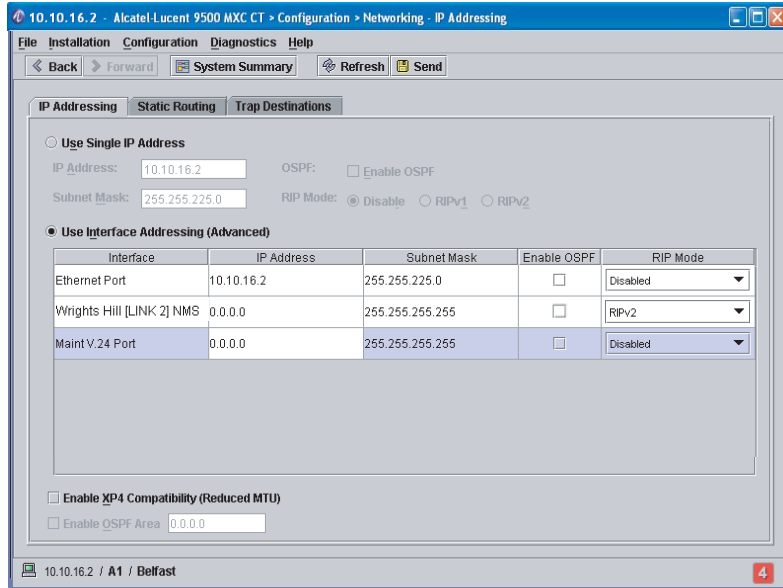 10.10.16.2 - Alcatel-Lucent 9500 MXC CT > Configuration > Networking - IP Addressing
File Installation Configuration Diagnostics Help
Back Forward System Summary Refresh Send
IP Addressing Static Routing Trap Destinations
Use Single IP Address
IP Address: 10.10.16.2 OSPF: Enable OSPF
Subnet Mask: 255.255.225.0 RIP Mode: Disable RIPv1 RIPv2
Use Interface Addressing (Advanced)
Interface IP Address Subnet Mask Enable OSPF RIP Mode
Ethernet Port 10.10.16.2 255.255.225.0 Disabled
Wrights Hill [LINK 2] NMS 0.0.0.0 255.255.255.255 RIPv2
Maint V.24 Port 0.0.0.0 255.255.255.255 Disabled
Enable XP4 Compatibility (Reduced MTU)
Enable OSPF Area 0.0.0.0
10.10.16.2 / A1 / Belfast 4